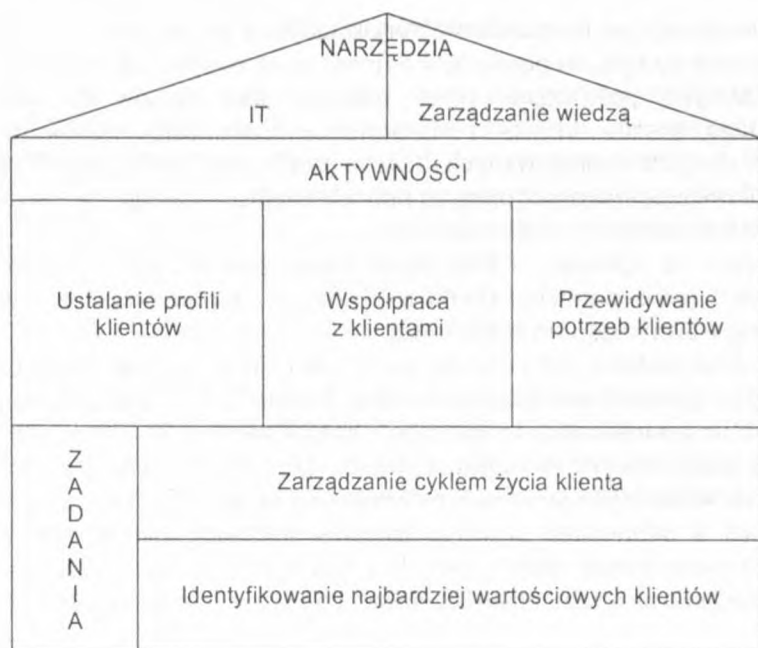 NARZĘDZIA
IT
Zarządzanie wiedzą
AKTYWNOŚCI
Ustalanie profili
klientów
Współpraca
z klientami
Przewidywanie
potrzeb klientów
ZADANIA
Zarządzanie cyklem życia klienta
Identyfikowanie najbardziej wartościowych klientów